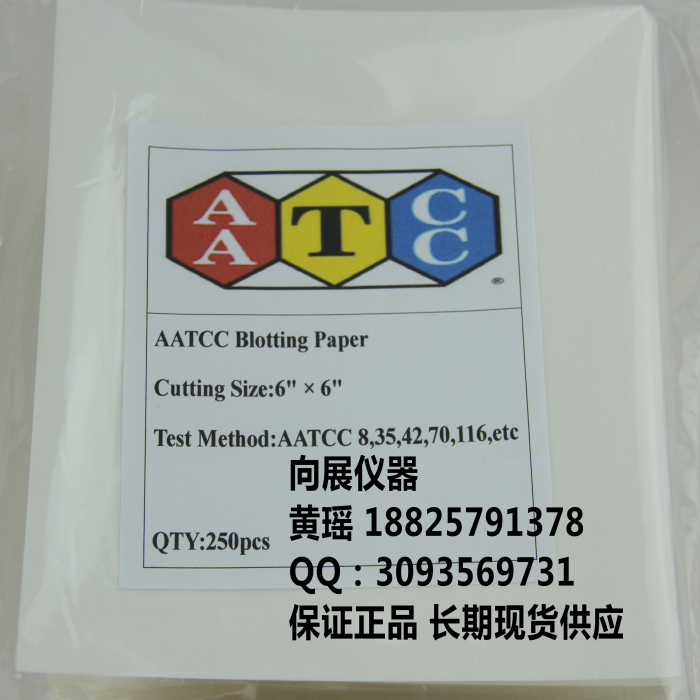 A T C
A C
®
AATCC Blotting Paper
Cutting Size:6" × 6"
Test Method:AATCC 8,35,42,70,116,etc
向展仪器
黄瑶 18825791378
QTY:250pcs
QQ：3093569731
保证正品 长期现货供应